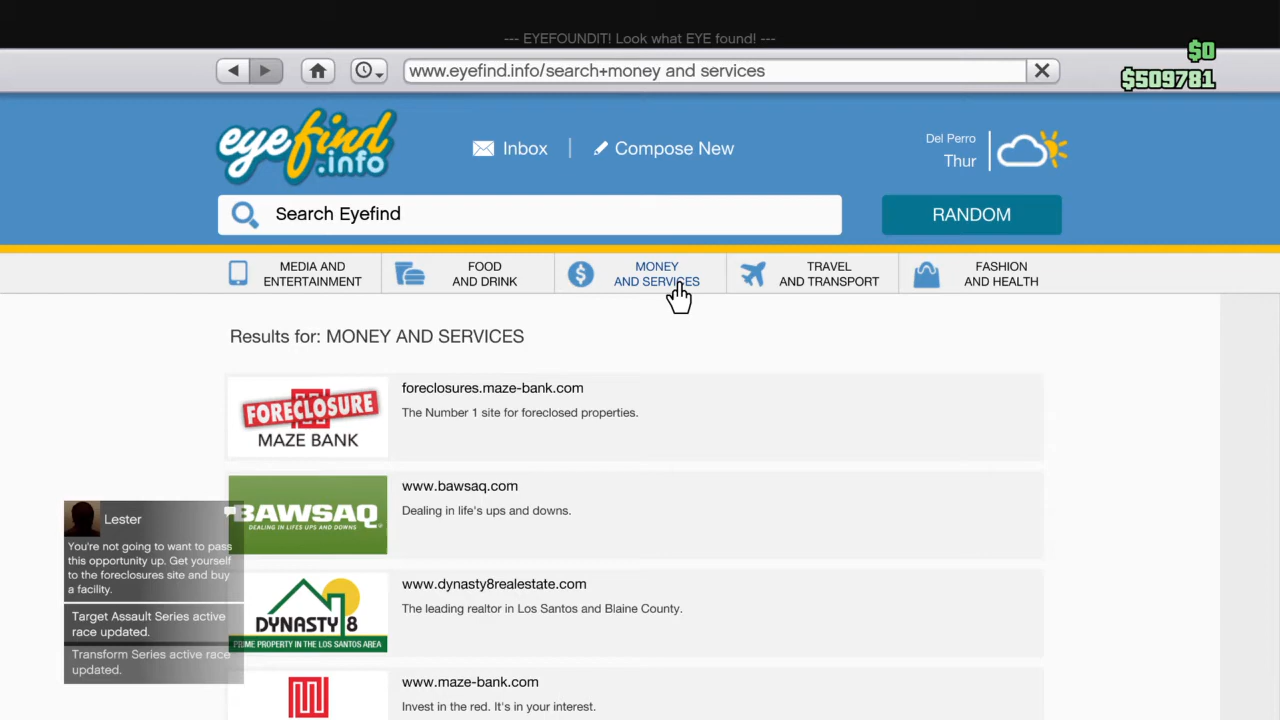 --- EYEFOUNDIT! Look what EYE found! ---
$0
www.eyefind.info/search+money and services
$509781
eyefind
.info
Inbox
Compose New
Del Perro
Thur
Search Eyefind
RANDOM
MEDIA AND
ENTERTAINMENT
FOOD
AND DRINK
MONEY
AND SERVICES
TRAVEL
AND TRANSPORT
FASHION
AND HEALTH
Results for: MONEY AND SERVICES
FORECLOSURE
MAZE BANK
foreclosures.maze-bank.com
The Number 1 site for foreclosed properties.
BAWSAQ
DEALING IN LIFES UPS AND DOWNS
www.bawsaq.com
Dealing in life's ups and downs.
Lester
You're not going to want to pass
this opportunity up. Get yourself
to the foreclosures site and buy
a facility.
Target Assault Series active
race updated.
Transform Series active race
updated.
DYNASTY 8
PRIME PROPERTY IN THE LOS SANTOS AREA
www.dynasty8realestate.com
The leading realtor in Los Santos and Blaine County.
www.maze-bank.com
Invest in the red. It's in your interest.